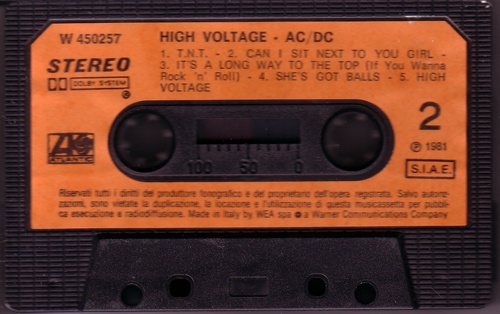 W 450257
HIGH VOLTAGE - AC/DC
1. T.N.T. - 2. CAN I SIT NEXT TO YOU GIRL -
3. IT'S A LONG WAY TO THE TOP (If You Wanna
Rock 'n' Roll) - 4. SHE'S GOT BALLS - 5. HIGH
VOLTAGE
STEREO
DOLBY SYSTEM
2
ATLANTIC
100 50 0
℗ 1981
S.I.A.E.
Riservati tutti i diritti del produttore fonografico e del proprietario dell'opera registrata. Salvo autoriz-
zazioni, sono vietate la duplicazione, la locazione e l'utilizzazione di questa musicassetta per pubbli-
ca esecuzione e radiodiffusione. Made in Italy by WEA spa a Warner Communications Company